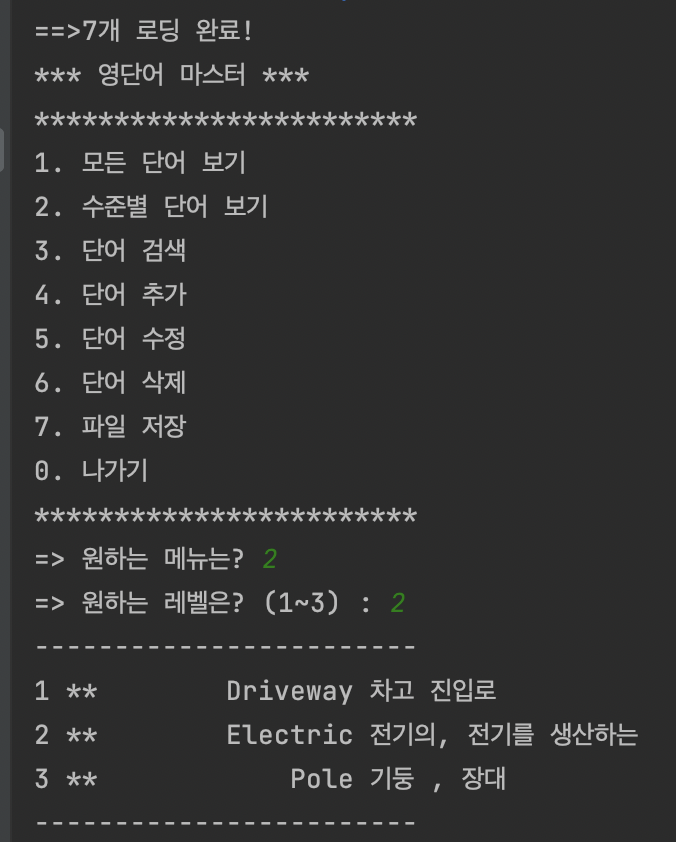 ==>7개 로딩 완료!
*** 영단어 마스터 ***
************************
1. 모든 단어 보기
2. 수준별 단어 보기
3. 단어 검색
4. 단어 추가
5. 단어 수정
6. 단어 삭제
7. 파일 저장
0. 나가기
************************
=> 원하는 메뉴는? 2
=> 원하는 레벨은? (1~3) : 2
------------------------
1 **        Driveway 차고 진입로
2 **        Electric 전기의, 전기를 생산하는
3 **            Pole 기둥 , 장대
------------------------